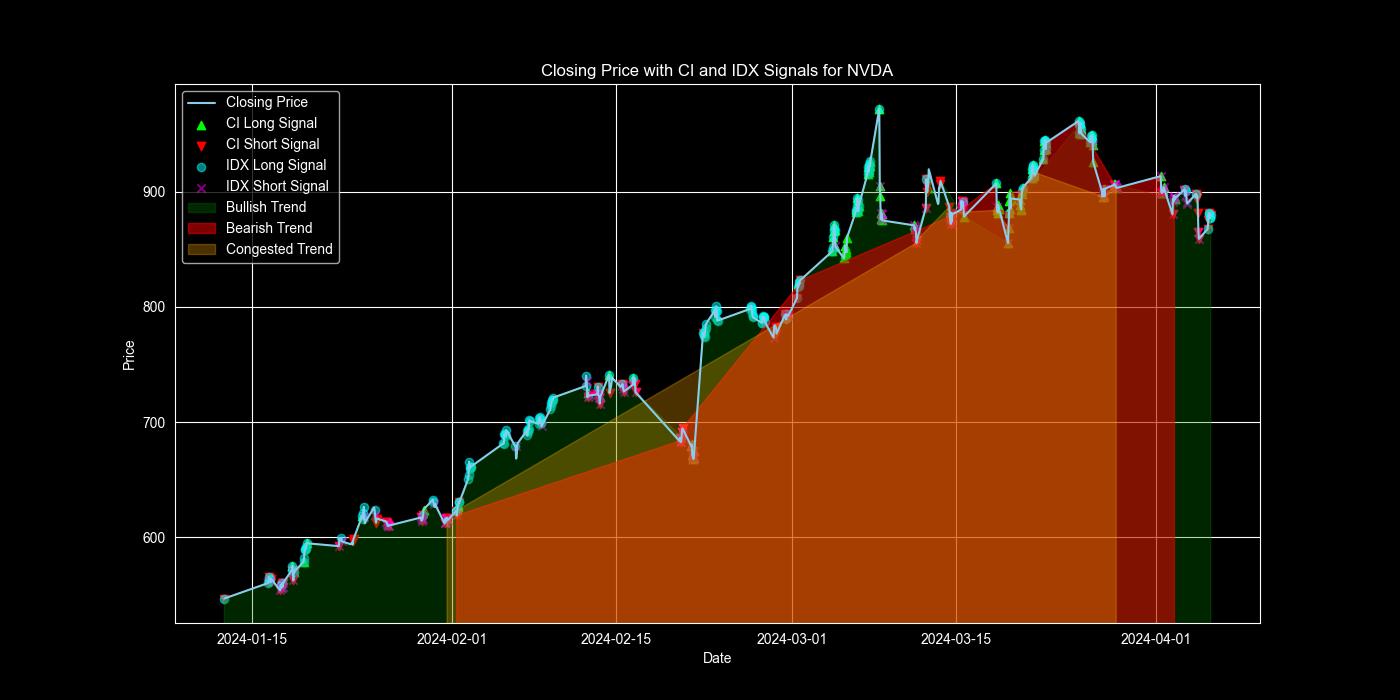 Closing Price with CI and IDX Signals for NVDA
Closing Price
CI Long Signal
CI Short Signal
IDX Long Signal
IDX Short Signal
Bullish Trend
Bearish Trend
Congested Trend
Price
900
800
700
600
2024-01-15 2024-02-01 2024-02-15 2024-03-01 2024-03-15 2024-04-01
Date